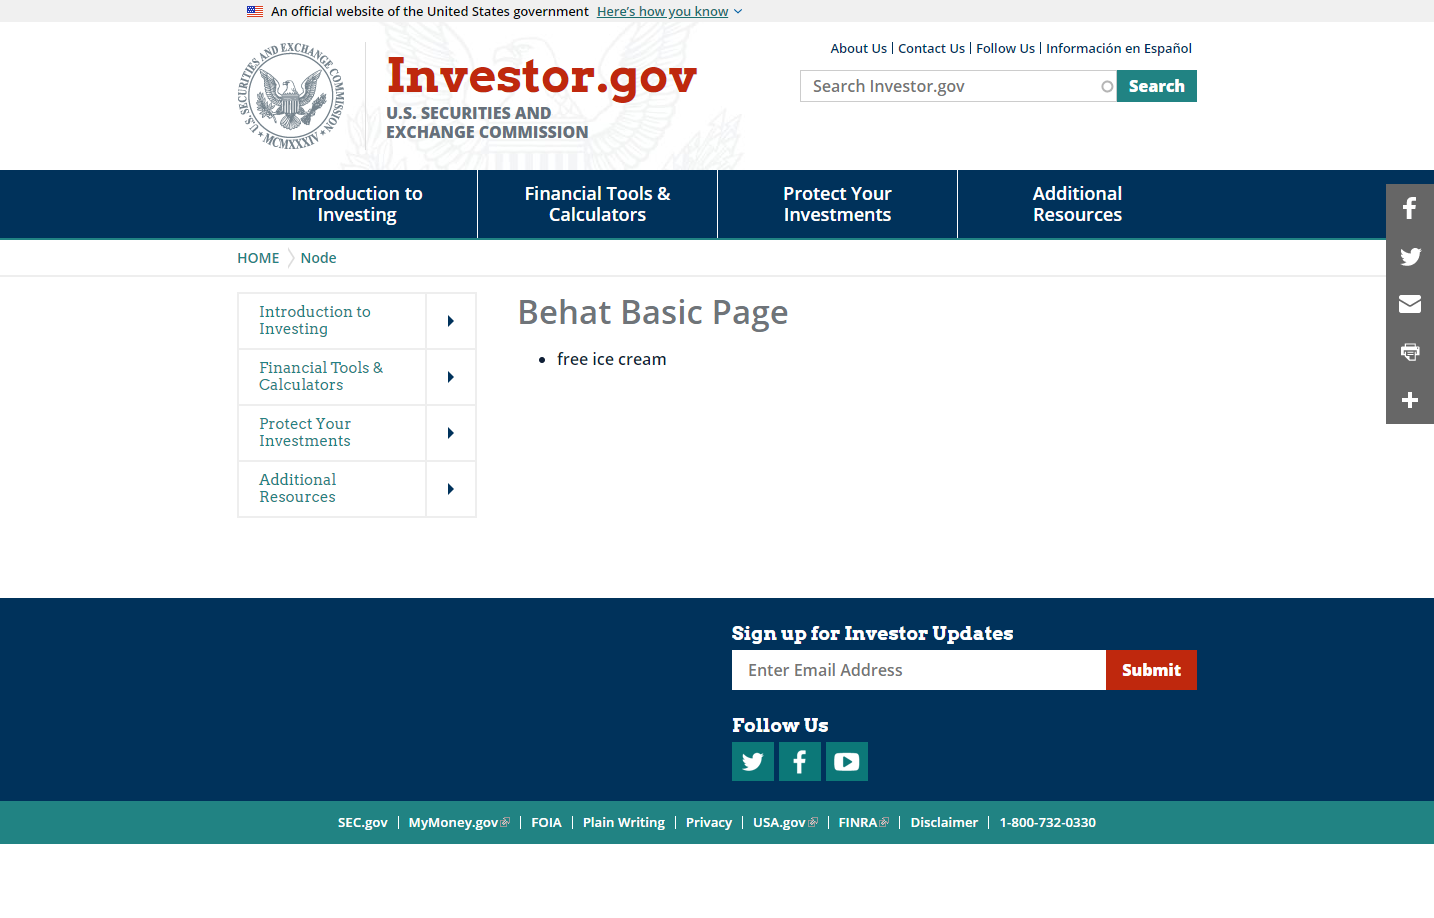 An official website of the United States government Here's how you know
About Us | Contact Us | Follow Us | Información en Español
U.S. SECURITIES AND EXCHANGE COMMISSION
MCMXXXIV
Investor.gov
U.S. SECURITIES AND
EXCHANGE COMMISSION
Search Investor.gov
Search
Introduction to
Investing
Financial Tools &
Calculators
Protect Your
Investments
Additional
Resources
HOME
Node
Introduction to
Investing
Financial Tools &
Calculators
Protect Your
Investments
Additional
Resources
Behat Basic Page
• free ice cream
Sign up for Investor Updates
Enter Email Address
Submit
Follow Us
SEC.gov | MyMoney.gov | FOIA | Plain Writing | Privacy | USA.gov | FINRA | Disclaimer | 1-800-732-0330